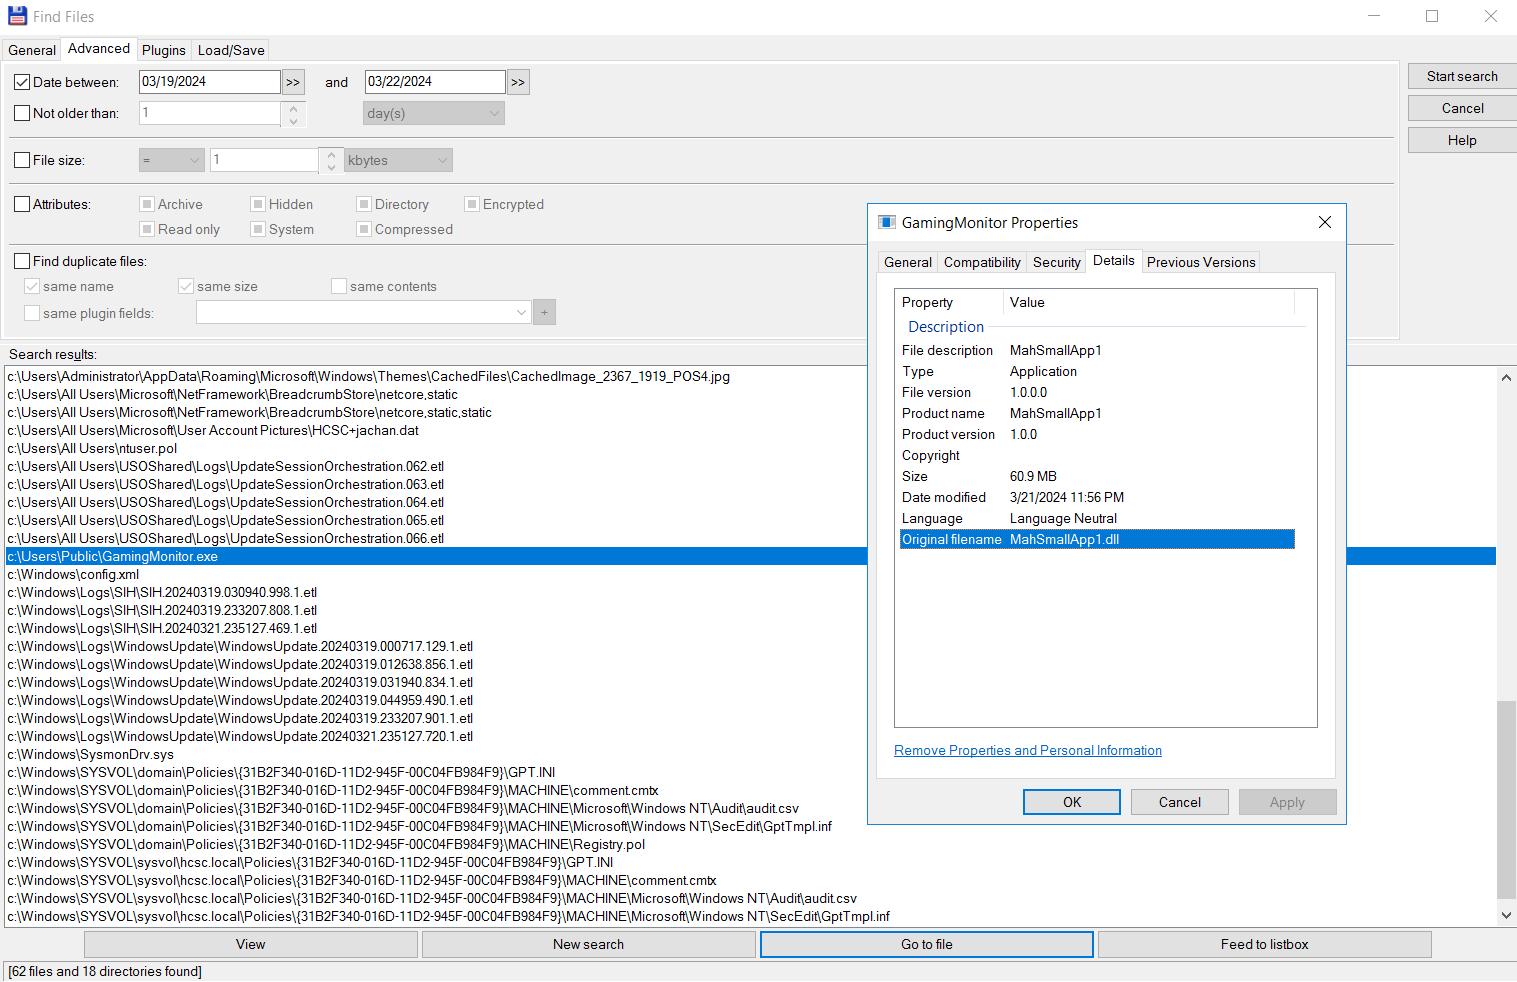 Find Files
General Advanced Plugins Load/Save
Date between: 03/19/2024 >> and 03/22/2024 >>
Start search
Not older than: 1 day(s)
Cancel
Help
File size: = 1 kbytes
Attributes: Archive Hidden Directory Encrypted
Read only System Compressed
Find duplicate files:
same name same size same contents
same plugin fields: +
Search results:
c:\Users\Administrator\AppData\Roaming\Microsoft\Windows\Themes\CachedFiles\CachedImage_2367_1919_POS4.jpg
c:\Users\All Users\Microsoft\NetFramework\BreadcrumbStore\netcore,static
c:\Users\All Users\Microsoft\NetFramework\BreadcrumbStore\netcore,static,static
c:\Users\All Users\Microsoft\User Account Pictures\HCSC+jachan.dat
c:\Users\All Users\ntuser.pol
c:\Users\All Users\USOShared\Logs\UpdateSessionOrchestration.062.etl
c:\Users\All Users\USOShared\Logs\UpdateSessionOrchestration.063.etl
c:\Users\All Users\USOShared\Logs\UpdateSessionOrchestration.064.etl
c:\Users\All Users\USOShared\Logs\UpdateSessionOrchestration.065.etl
c:\Users\All Users\USOShared\Logs\UpdateSessionOrchestration.066.etl
c:\Users\Public\GamingMonitor.exe
c:\Windows\config.xml
c:\Windows\Logs\SIH\SIH.20240319.030940.998.1.etl
c:\Windows\Logs\SIH\SIH.20240319.233207.808.1.etl
c:\Windows\Logs\SIH\SIH.20240321.235127.469.1.etl
c:\Windows\Logs\WindowsUpdate\WindowsUpdate.20240319.000717.129.1.etl
c:\Windows\Logs\WindowsUpdate\WindowsUpdate.20240319.012638.856.1.etl
c:\Windows\Logs\WindowsUpdate\WindowsUpdate.20240319.031940.834.1.etl
c:\Windows\Logs\WindowsUpdate\WindowsUpdate.20240319.044959.490.1.etl
c:\Windows\Logs\WindowsUpdate\WindowsUpdate.20240319.233207.901.1.etl
c:\Windows\Logs\WindowsUpdate\WindowsUpdate.20240321.235127.720.1.etl
c:\Windows\SysmonDrv.sys
c:\Windows\SYSVOL\domain\Policies\{31B2F340-016D-11D2-945F-00C04FB984F9}\GPT.INI
c:\Windows\SYSVOL\domain\Policies\{31B2F340-016D-11D2-945F-00C04FB984F9}\MACHINE\comment.cmtx
c:\Windows\SYSVOL\domain\Policies\{31B2F340-016D-11D2-945F-00C04FB984F9}\MACHINE\Microsoft\Windows NT\Audit\audit.csv
c:\Windows\SYSVOL\domain\Policies\{31B2F340-016D-11D2-945F-00C04FB984F9}\MACHINE\Microsoft\Windows NT\SecEdit\GptTmpl.inf
c:\Windows\SYSVOL\domain\Policies\{31B2F340-016D-11D2-945F-00C04FB984F9}\MACHINE\Registry.pol
c:\Windows\SYSVOL\sysvol\hcsc.local\Policies\{31B2F340-016D-11D2-945F-00C04FB984F9}\GPT.INI
c:\Windows\SYSVOL\sysvol\hcsc.local\Policies\{31B2F340-016D-11D2-945F-00C04FB984F9}\MACHINE\comment.cmtx
c:\Windows\SYSVOL\sysvol\hcsc.local\Policies\{31B2F340-016D-11D2-945F-00C04FB984F9}\MACHINE\Microsoft\Windows NT\Audit\audit.csv
c:\Windows\SYSVOL\sysvol\hcsc.local\Policies\{31B2F340-016D-11D2-945F-00C04FB984F9}\MACHINE\Microsoft\Windows NT\SecEdit\GptTmpl.inf
View New search Go to file Feed to listbox
[62 files and 18 directories found]
GamingMonitor Properties
General Compatibility Security Details Previous Versions
Property Value
Description
File description MahSmallApp1
Type Application
File version 1.0.0.0
Product name MahSmallApp1
Product version 1.0.0
Copyright
Size 60.9 MB
Date modified 3/21/2024 11:56 PM
Language Language Neutral
Original filename MahSmallApp1.dll
Remove Properties and Personal Information
OK Cancel Apply